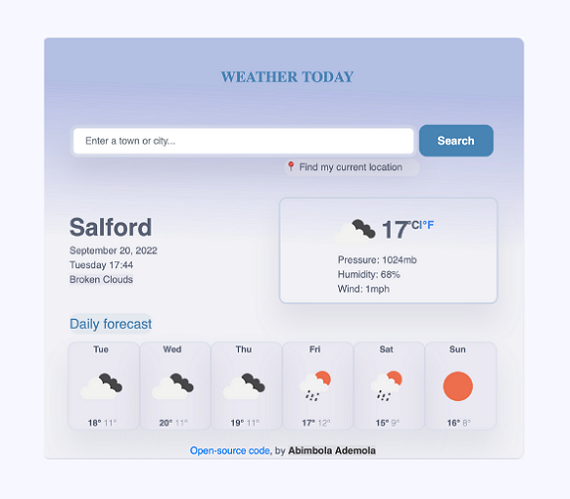 WEATHER TODAY
Enter a town or city...
Search
📍 Find my current location
Salford
September 20, 2022
Tuesday 17:44
Broken Clouds
17°C|°F
Pressure: 1024mb
Humidity: 68%
Wind: 1mph
Daily forecast
Tue Wed Thu Fri Sat Sun
18° 11° 20° 11° 19° 11° 17° 12° 15° 9° 16° 8°
Open-source code, by Abimbola Ademola